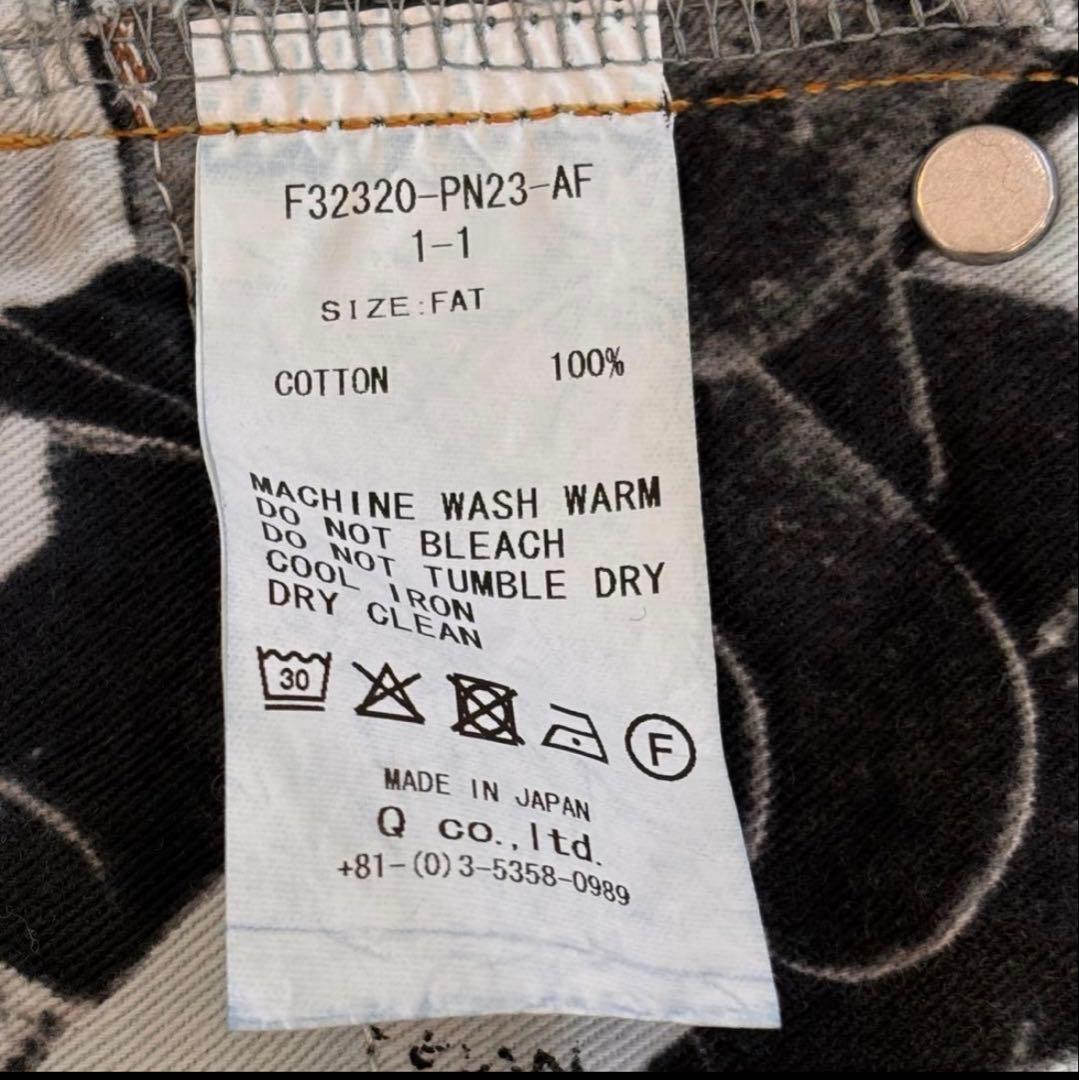 F32320-PN23-AF
1-1
SIZE:FAT
COTTON 100%
MACHINE WASH WARM
DO NOT BLEACH
DO NOT TUMBLE DRY
COOL IRON
DRY CLEAN
30
F
MADE IN JAPAN
Q co.,ltd.
+81-(0)3-5358-0989